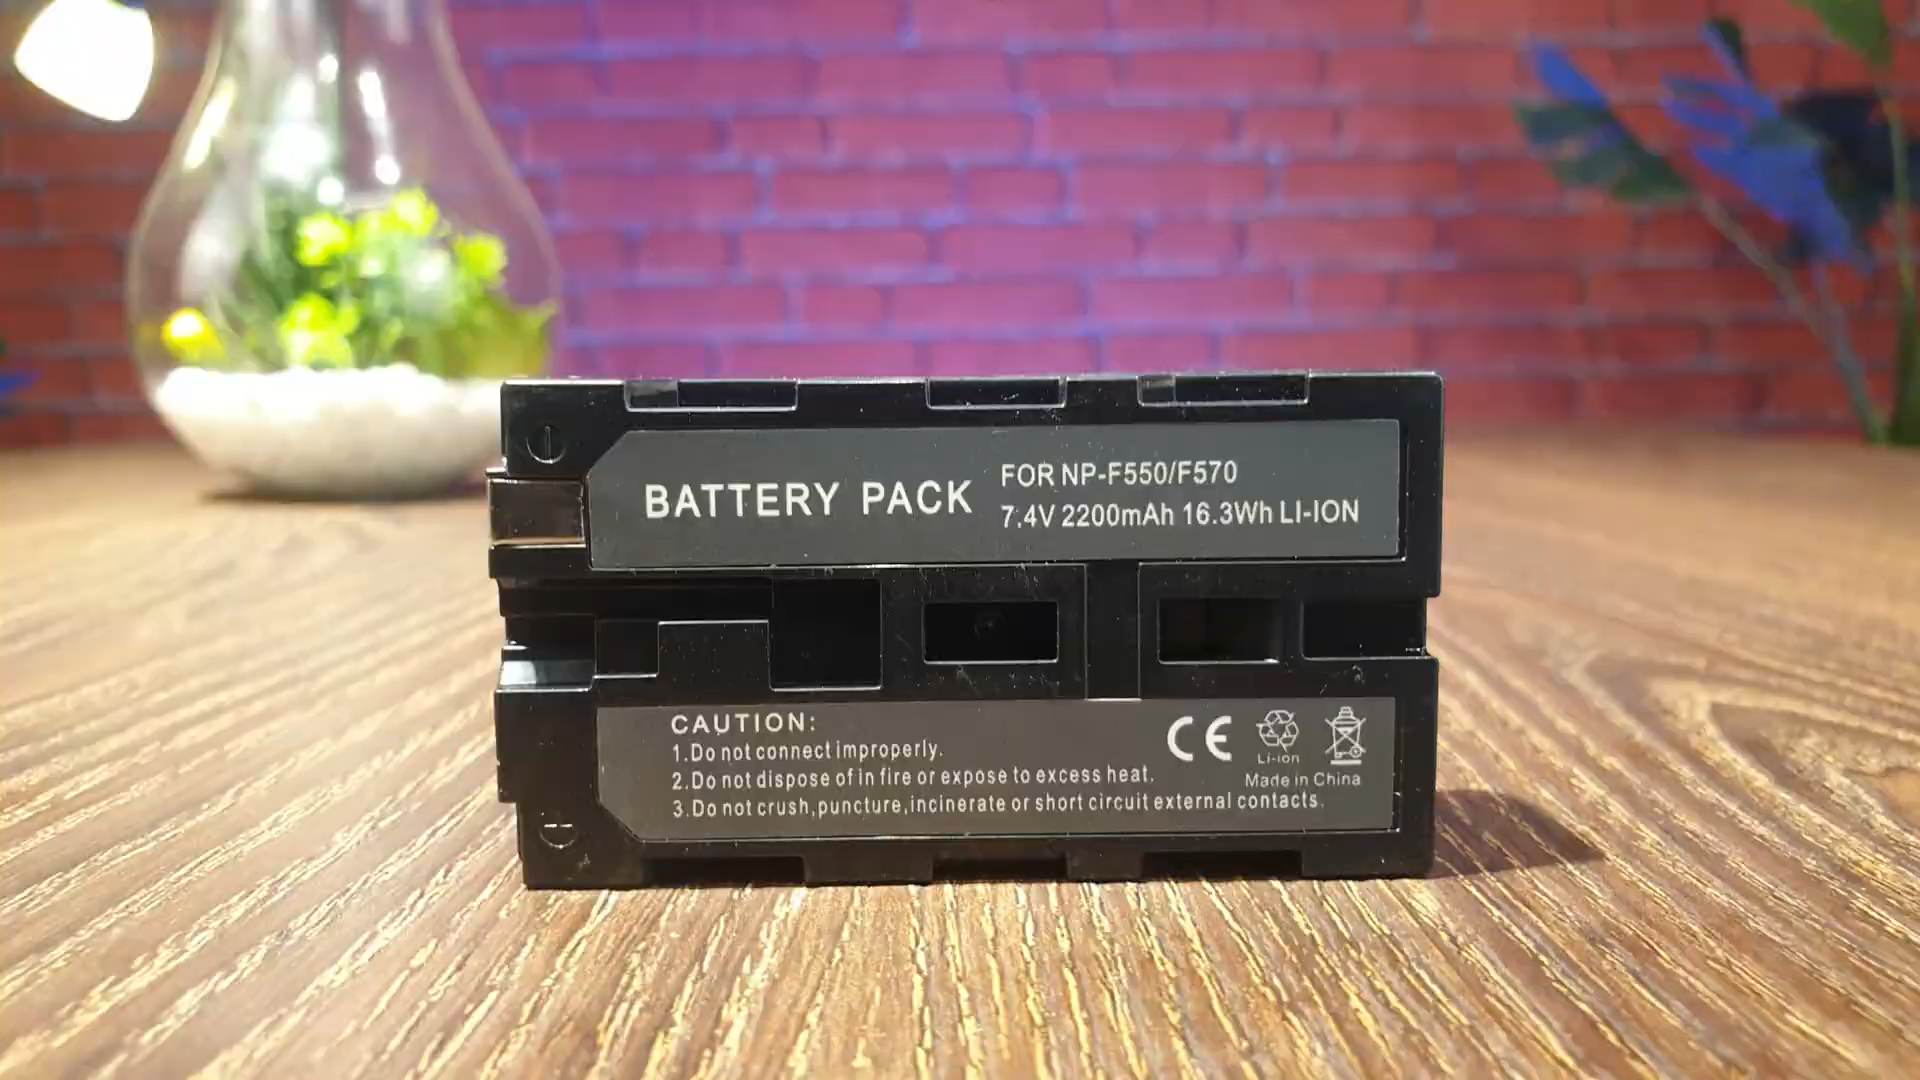 BATTERY PACK
FOR NP-F550/F570
7.4V 2200mAh 16.3Wh LI-ION
CAUTION:
1.Do not connect improperly.
2.Do not dispose of in fire or expose to excess heat.
3.Do not crush,puncture,incinerate or short circuit external contacts.
CE
Li-ion
Made in China